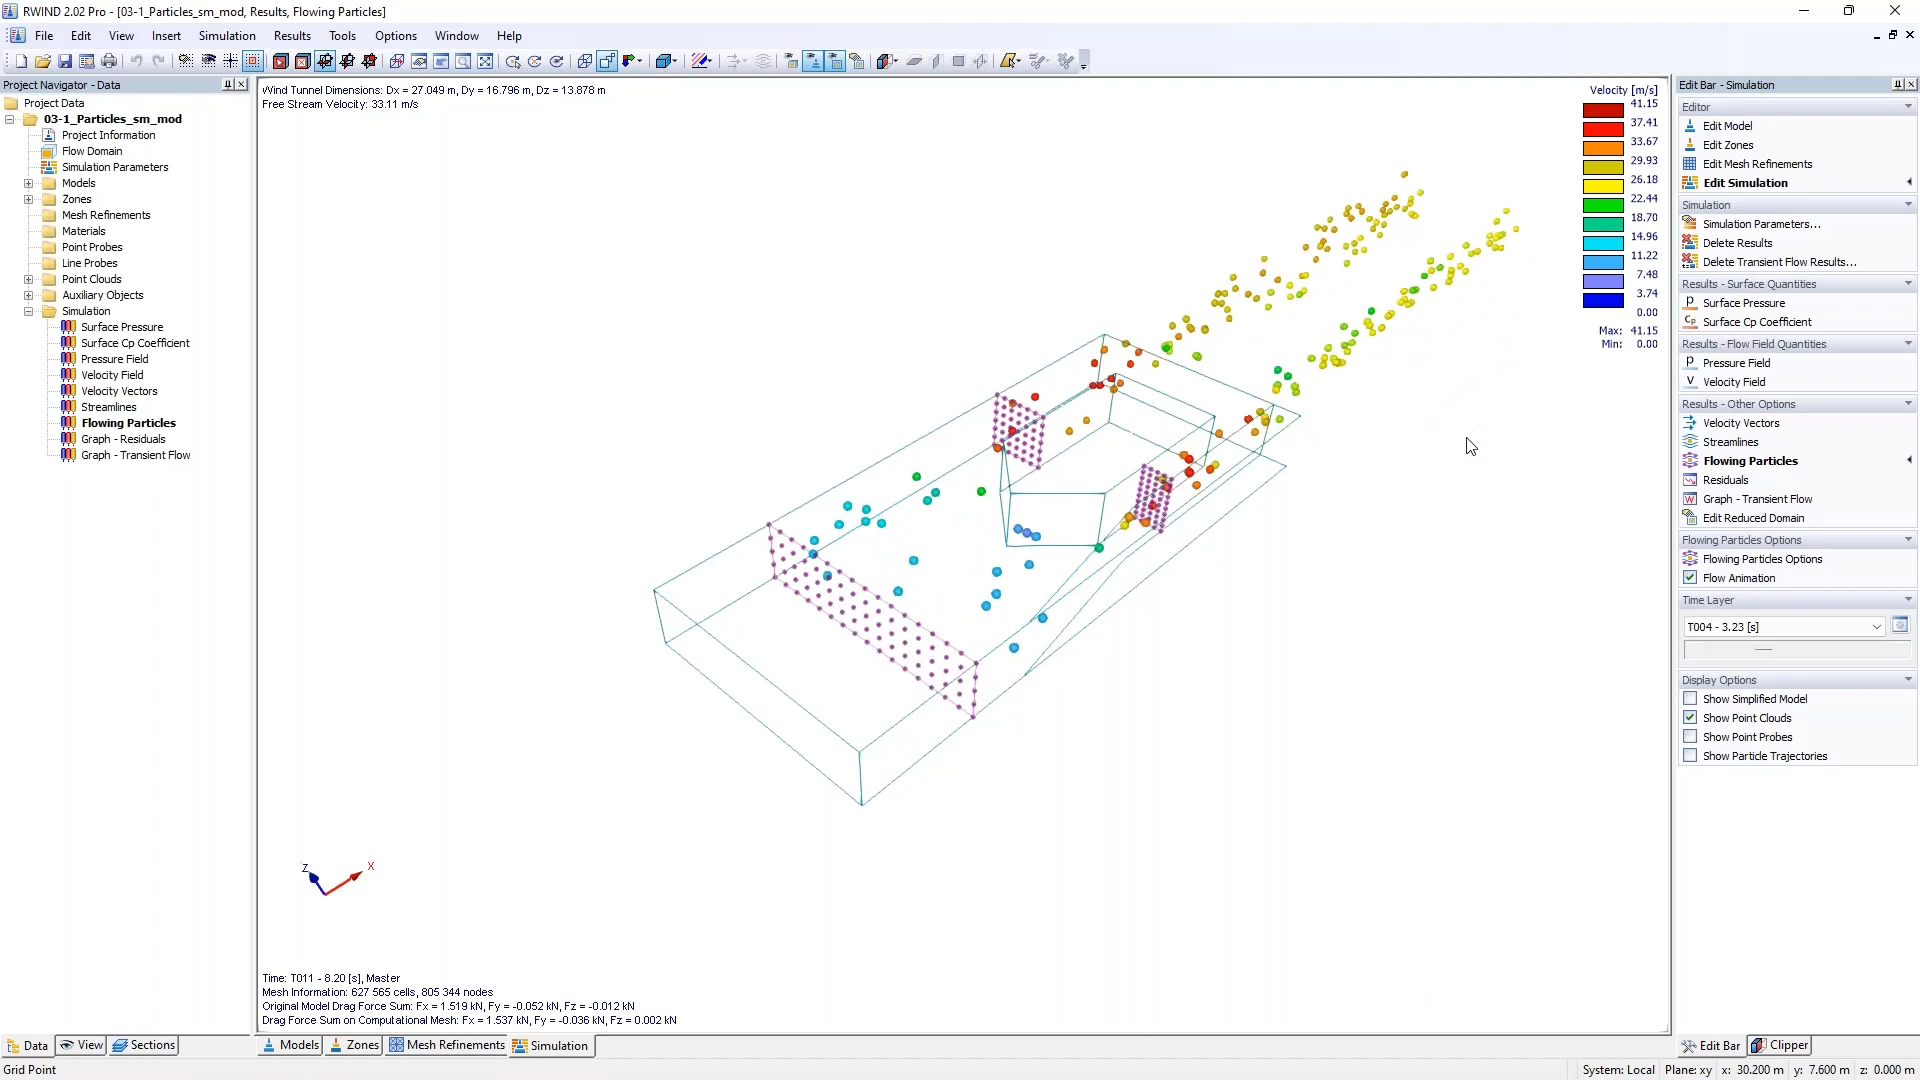 RWIND 2.02 Pro - [03-1_Particles_sm_mod, Results, Flowing Particles]
File Edit View Insert Simulation Results Tools Options Window Help
Project Navigator - Data
Project Data
03-1_Particles_sm_mod
Project Information
Flow Domain
Simulation Parameters
Models
Zones
Mesh Refinements
Materials
Point Probes
Line Probes
Point Clouds
Auxiliary Objects
Simulation
Surface Pressure
Surface Cp Coefficient
Pressure Field
Velocity Field
Velocity Vectors
Streamlines
Flowing Particles
Graph - Residuals
Graph - Transient Flow
Data View Sections
Wind Tunnel Dimensions: Dx = 27.049 m, Dy = 16.796 m, Dz = 13.878 m
Free Stream Velocity: 33.11 m/s
Velocity [m/s]
41.15
37.41
33.67
29.93
26.18
22.44
18.70
14.96
11.22
7.48
3.74
0.00
Max: 41.15
Min: 0.00
Z
X
Time: T011 - 8.20 [s], Master
Mesh Information: 627 565 cells, 805 344 nodes
Original Model Drag Force Sum: Fx = 1.519 kN, Fy = -0.052 kN, Fz = -0.012 kN
Drag Force Sum on Computational Mesh: Fx = 1.537 kN, Fy = -0.036 kN, Fz = 0.002 kN
Models Zones Mesh Refinements Simulation
Edit Bar - Simulation
Editor
Edit Model
Edit Zones
Edit Mesh Refinements
Edit Simulation
Simulation
Simulation Parameters...
Delete Results
Delete Transient Flow Results...
Results - Surface Quantities
p Surface Pressure
Cp Surface Cp Coefficient
Results - Flow Field Quantities
p Pressure Field
V Velocity Field
Results - Other Options
Velocity Vectors
Streamlines
Flowing Particles
Residuals
Graph - Transient Flow
Edit Reduced Domain
Flowing Particles Options
Flowing Particles Options
Flow Animation
Time Layer
T004 - 3.23 [s]
Display Options
Show Simplified Model
Show Point Clouds
Show Point Probes
Show Particle Trajectories
Edit Bar Clipper
Grid Point
System: Local Plane: xy x: 30.200 m y: 7.600 m z: 0.000 m